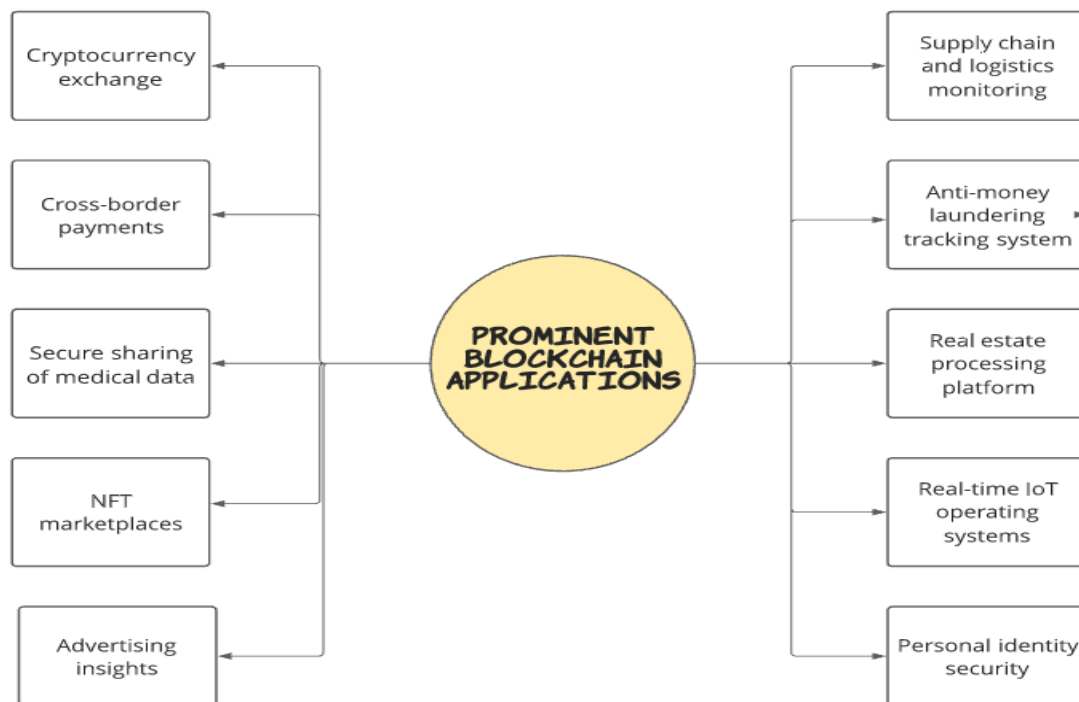 Cryptocurrency
exchange
Cross-border
payments
Secure sharing
of medical data
NFT
marketplaces
Advertising
insights
PROMINENT
BLOCKCHAIN
APPLICATIONS
Supply chain
and logistics
monitoring
Anti-money
laundering
tracking system
Real estate
processing
platform
Real-time IoT
operating
systems
Personal identity
security